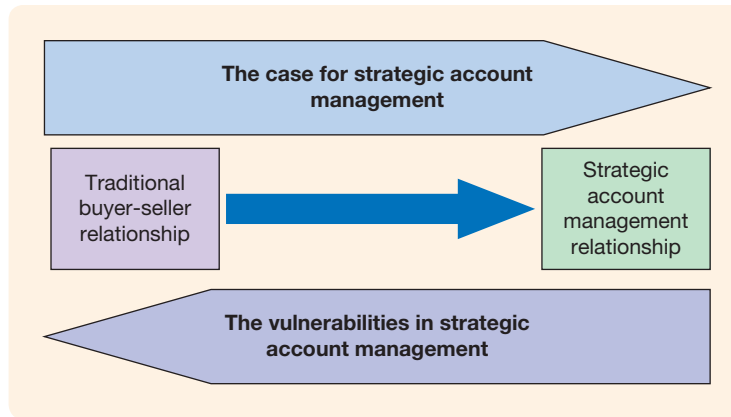 The case for strategic account
management
Traditional
buyer-seller
relationship
Strategic
account
management
relationship
The vulnerabilities in strategic
account management